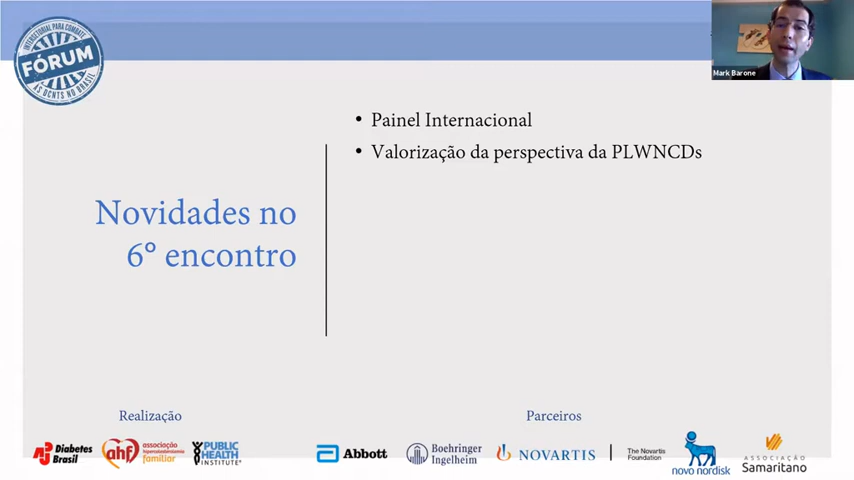 INTERSETORIAL PARA COMBATE
FÓRUM
ÀS DCNTS NO BRASIL
Mark Barone
• Painel Internacional
• Valorização da perspectiva da PLWNCDs
Novidades no
6º encontro
Realização
Parceiros
Diabetes
Brasil
ahf
associação
hipercolesterolemia
familiar
PUBLIC
HEALTH
INSTITUTE
Abbott
Boehringer
Ingelheim
NOVARTIS
The Novartis
Foundation
novo nordisk
ASSOCIAÇÃO
Samaritano